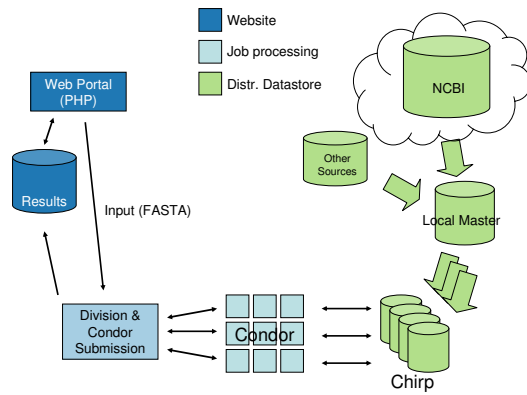 Website
Job processing
Distr. Datastore
Web Portal
(PHP)
NCBI
Other
Sources
Results
Local Master
Input (FASTA)
Division &
Condor
Submission
Condor
Chirp